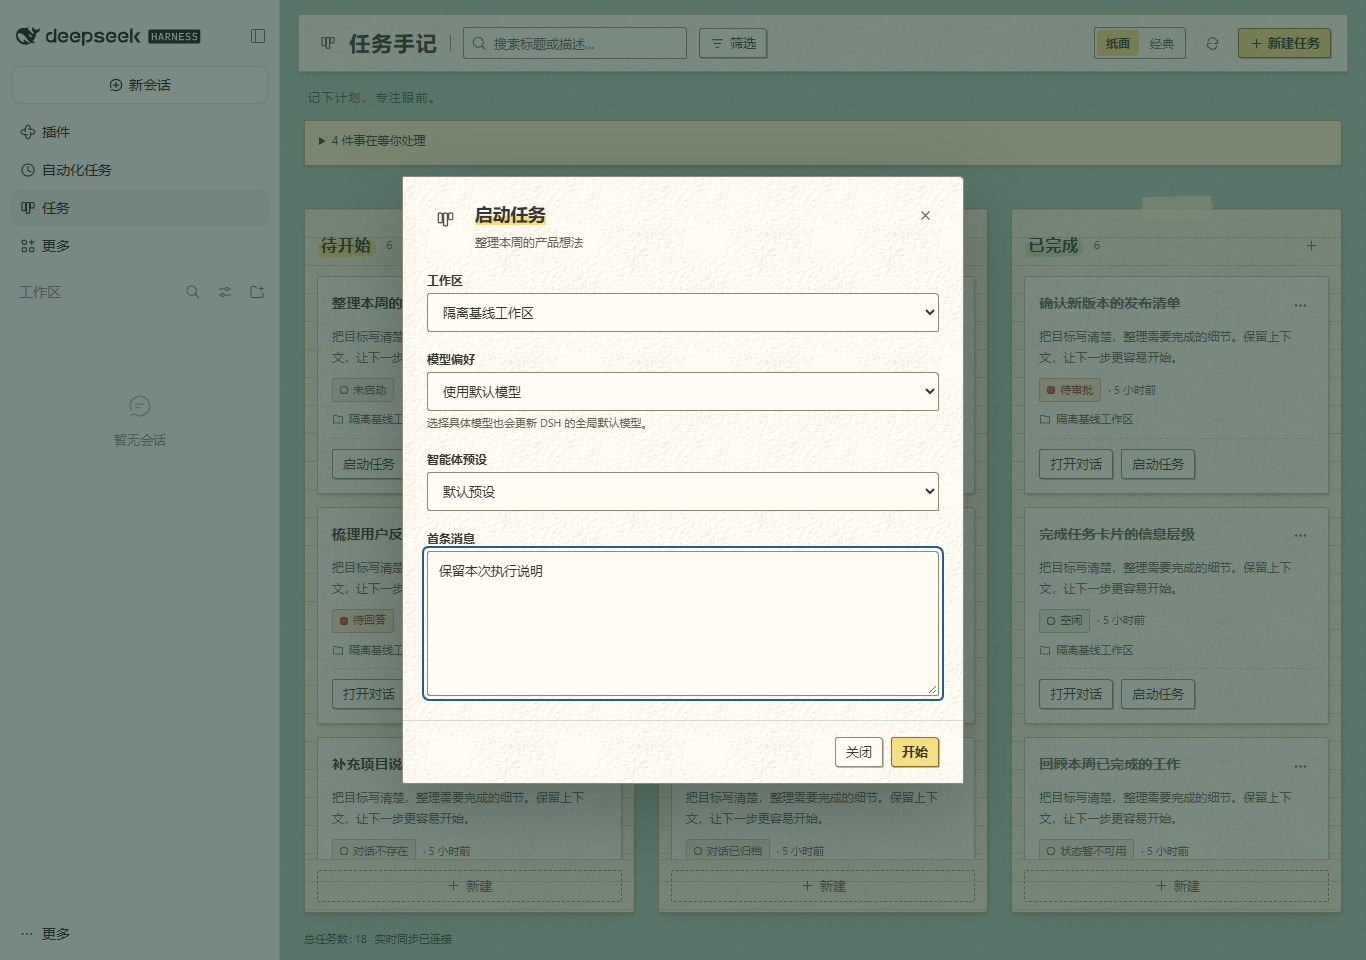 deepseek HARNESS
新会话
插件
自动化任务
任务
更多
工作区
暂无会话
更多
任务手记
搜索标题或描述...
筛选
纸面
经典
新建任务
记下计划，专注眼前。
4 件事在等你处理
待开始 6
整理本周的
把目标写清
文，让下一步
未启动
隔离基线工
启动任务
梳理用户反
把目标写清
文，让下一步
待回答
隔离基线工
打开对话
补充项目说
把目标写清楚，整理需要完成的细节。保留上下
文，让下一步更容易开始。
对话不存在 · 5 小时前
新建
把目标写清楚，整理需要完成的细节。保留上下
文，让下一步更容易开始。
对话已归档 · 5 小时前
新建
已完成 6
确认新版本的发布清单
把目标写清楚，整理需要完成的细节。保留上下
文，让下一步更容易开始。
待审批 · 5 小时前
隔离基线工作区
打开对话 启动任务
完成任务卡片的信息层级
把目标写清楚，整理需要完成的细节。保留上下
文，让下一步更容易开始。
空闲 · 5 小时前
隔离基线工作区
打开对话 启动任务
回顾本周已完成的工作
把目标写清楚，整理需要完成的细节。保留上下
文，让下一步更容易开始。
状态暂不可用 · 5 小时前
新建
总任务数: 18 实时同步已连接
启动任务
整理本周的产品想法
工作区
隔离基线工作区
模型偏好
使用默认模型
选择具体模型也会更新 DSH 的全局默认模型。
智能体预设
默认预设
首条消息
保留本次执行说明
关闭
开始